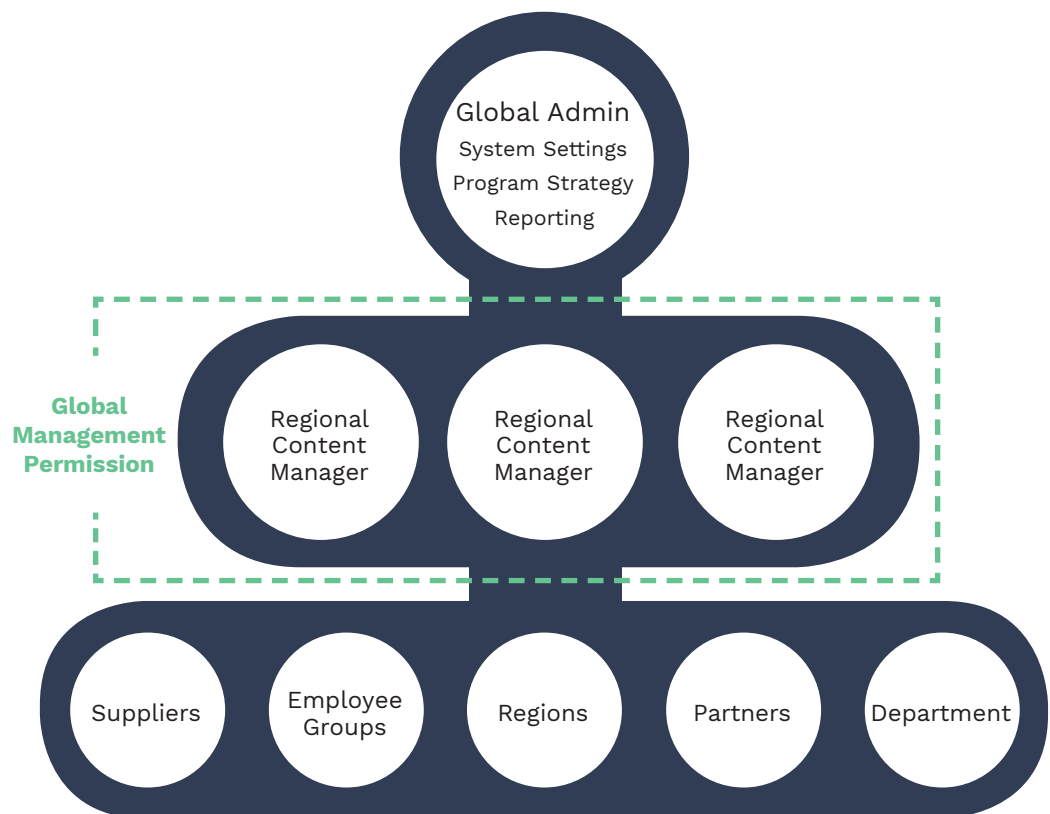 Global Admin
System Settings
Program Strategy
Reporting
Global
Management
Permission
Regional
Content
Manager
Regional
Content
Manager
Regional
Content
Manager
Suppliers
Employee
Groups
Regions
Partners
Department